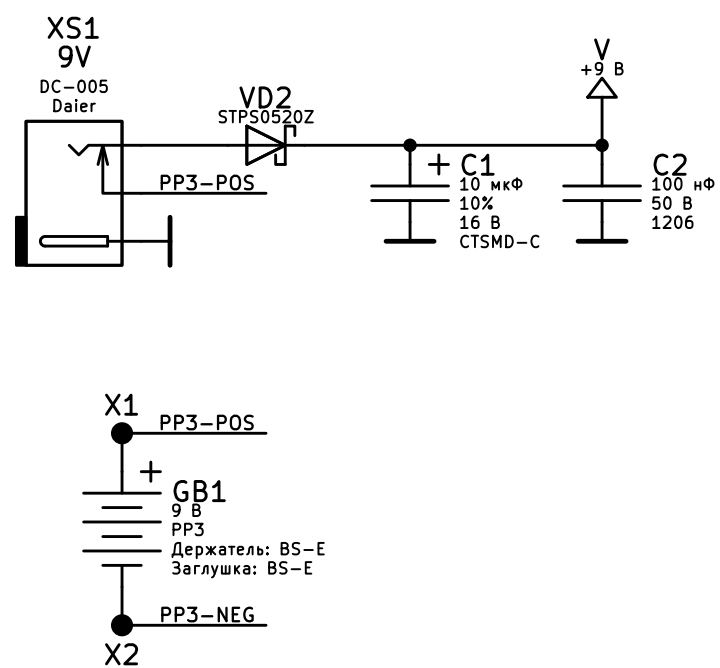 XS1
9V
DC-005
Daier
PP3-POS
VD2
STPS0520Z
V
+9 В
+ C1
10 мкФ
10%
16 В
CTSMD-C
C2
100 нФ
50 В
1206
X1
PP3-POS
+
GB1
9 В
PP3
Держатель: BS-E
Заглушка: BS-E
PP3-NEG
X2